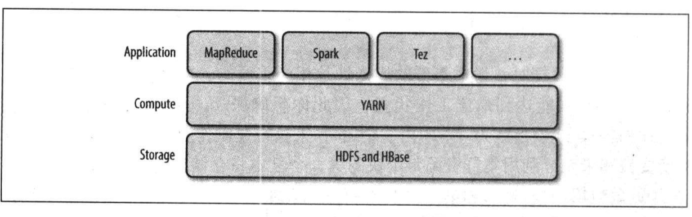 Application MapReduce Spark Tez ...
Compute YARN
Storage HDFS and HBase